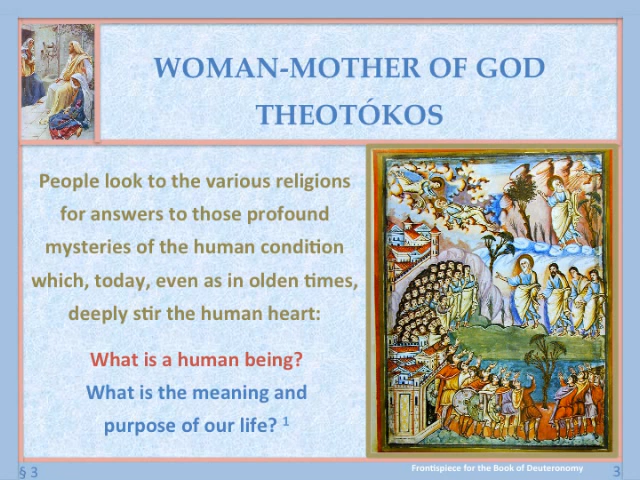 WOMAN-MOTHER OF GOD
THEOTÓKOS
People look to the various religions
for answers to those profound
mysteries of the human condition
which, today, even as in olden times,
deeply stir the human heart:
What is a human being?
What is the meaning and
purpose of our life? 1
Frontispiece for the Book of Deuteronomy
§ 3
3